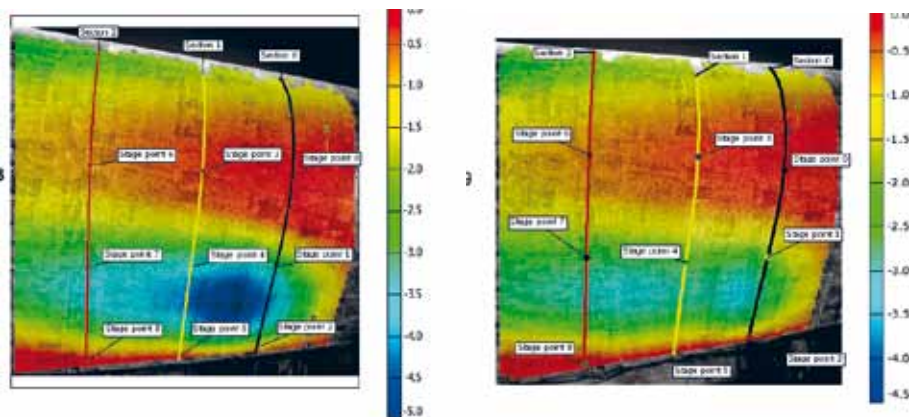 Section 2
Section 1
Section 0
Stage point 6
Stage point 3
Stage point 0
Stage point 7
Stage point 4
Stage point 1
Stage point 8
Stage point 5
Stage point 2
0.0
-0.5
-1.0
-1.5
-2.0
-2.5
-3.0
-3.5
-4.0
-4.5
-5.0
Section 2
Section 1
Section 0
Stage point 6
Stage point 3
Stage point 0
Stage point 7
Stage point 4
Stage point 1
Stage point 8
Stage point 5
Stage point 2
-0.5
-1.0
-1.5
-2.0
-2.5
-3.0
-3.5
-4.0
-4.5